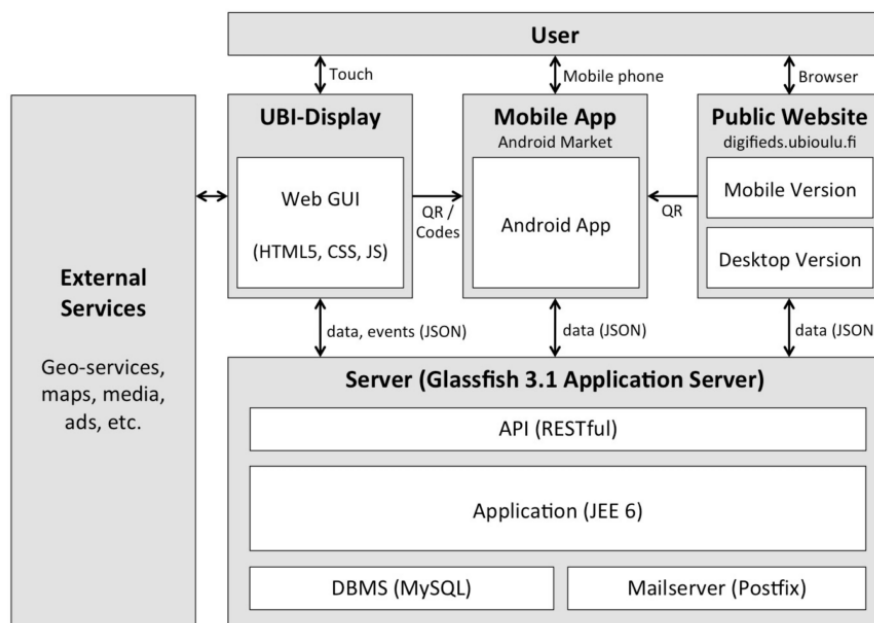 User
Touch
Mobile phone
Browser
UBI-Display
Mobile App
Android Market
Public Website
digifieds.ubioulu.fi
Web GUI
(HTML5, CSS, JS)
QR /
Codes
Android App
QR
Mobile Version
Desktop Version
External
Services
Geo-services,
maps, media,
ads, etc.
data, events (JSON)
data (JSON)
data (JSON
Server (Glassfish 3.1 Application Server)
API (RESTful)
Application (JEE 6)
DBMS (MySQL)
Mailserver (Postfix)